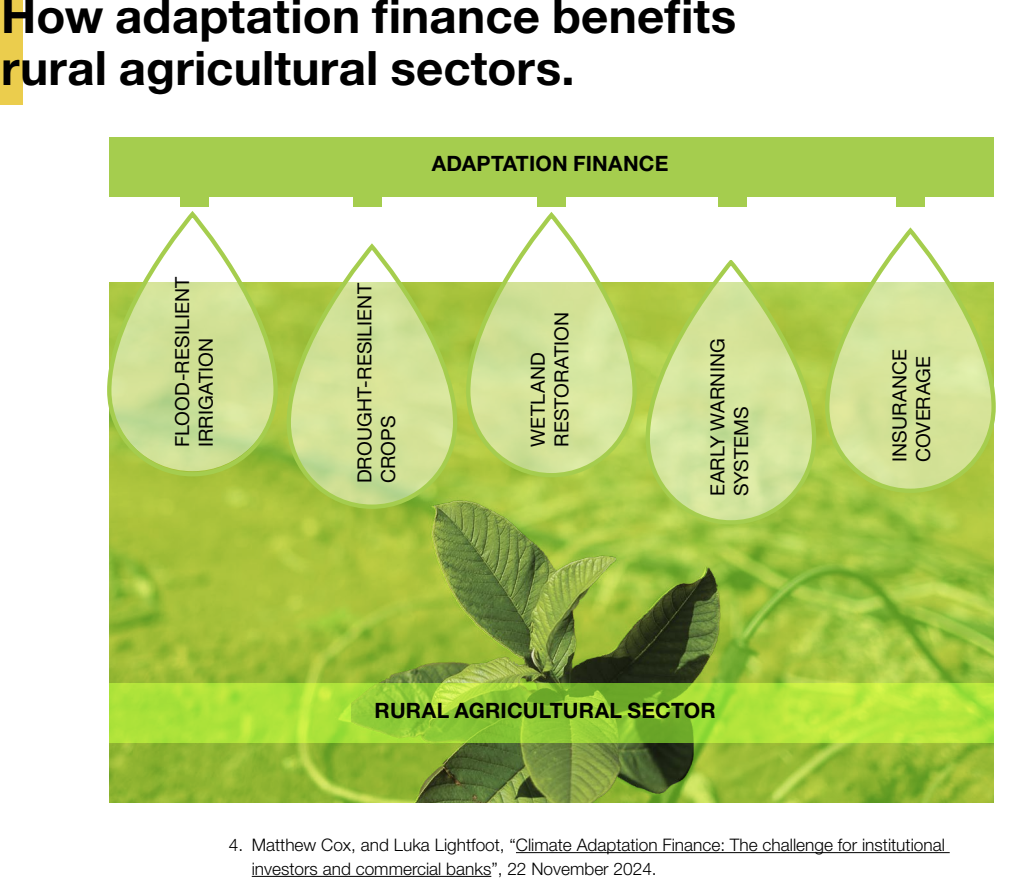 How adaptation finance benefits
rural agricultural sectors.
ADAPTATION FINANCE
FLOOD-RESILIENT
IRRIGATION
DROUGHT-RESILIENT
CROPS
WETLAND
RESTORATION
EARLY WARNING
SYSTEMS
INSURANCE
COVERAGE
RURAL AGRICULTURAL SECTOR
4. Matthew Cox, and Luka Lightfoot, “Climate Adaptation Finance: The challenge for institutional
investors and commercial banks”, 22 November 2024.